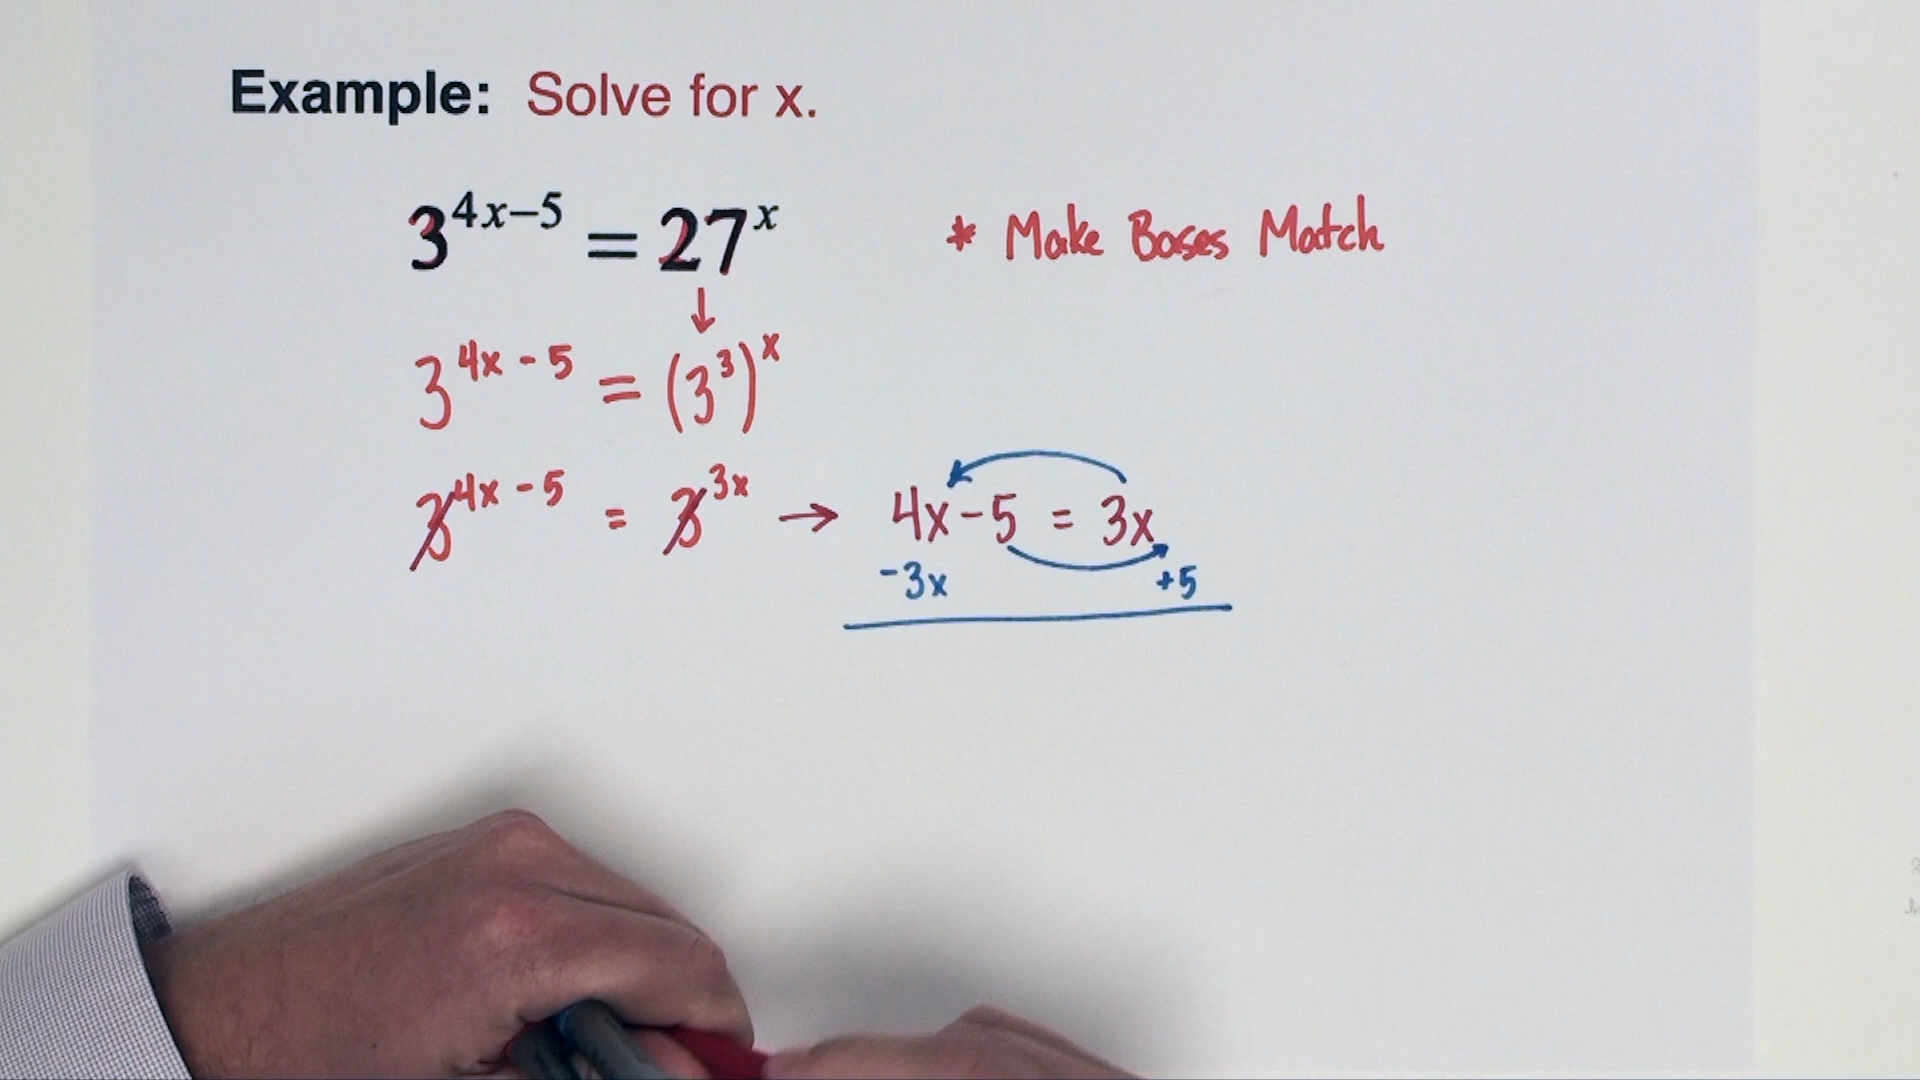 Example: Solve for x.
3^{4x-5} = 27^x
* Make Bases Match
↓
3^{4x - 5} = (3^3)^x
3^{4x - 5} = 3^{3x} → 4x - 5 = 3x
-3x +5